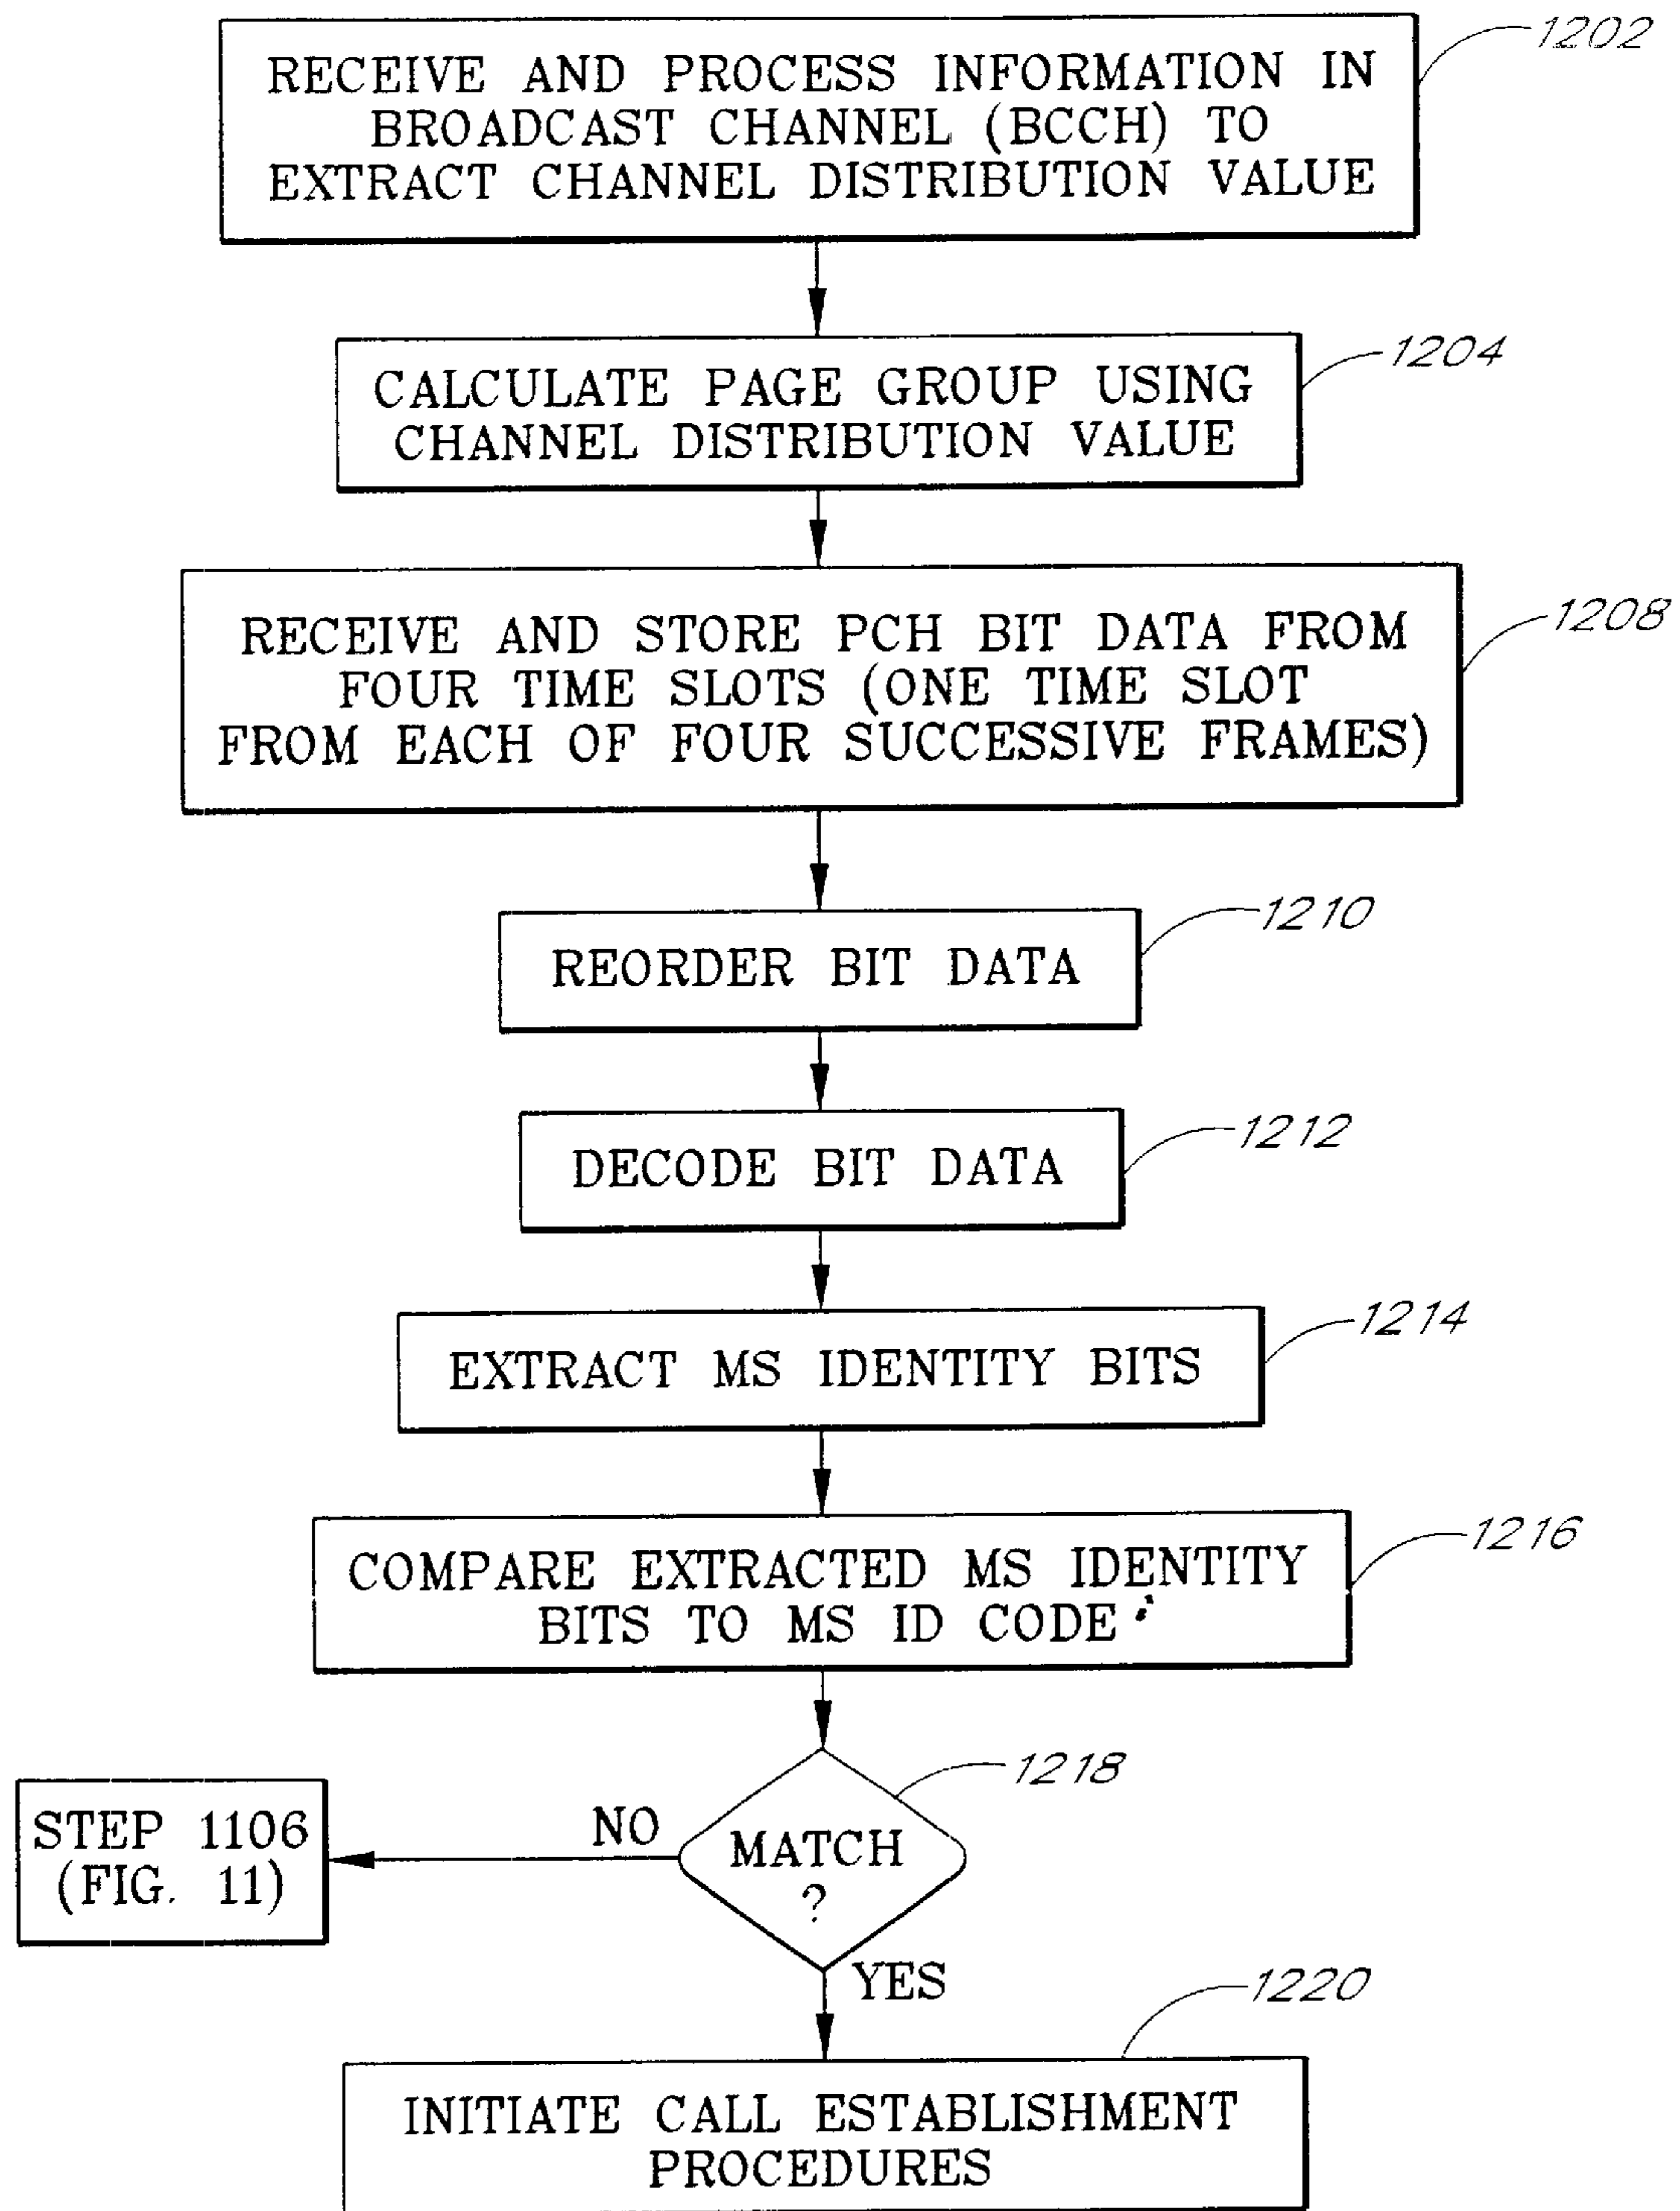 RECEIVE AND PROCESS INFORMATION IN
BROADCAST CHANNEL (BCCH) TO
EXTRACT CHANNEL DISTRIBUTION VALUE
1202
CALCULATE PAGE GROUP USING
CHANNEL DISTRIBUTION VALUE
1204
RECEIVE AND STORE PCH BIT DATA FROM
FOUR TIME SLOTS (ONE TIME SLOT
FROM EACH OF FOUR SUCCESSIVE FRAMES)
1208
REORDER BIT DATA
1210
DECODE BIT DATA
1212
EXTRACT MS IDENTITY BITS
1214
COMPARE EXTRACTED MS IDENTITY
BITS TO MS ID CODE
1216
MATCH
?
1218
NO
STEP 1106
(FIG. 11)
YES
INITIATE CALL ESTABLISHMENT
PROCEDURES
1220